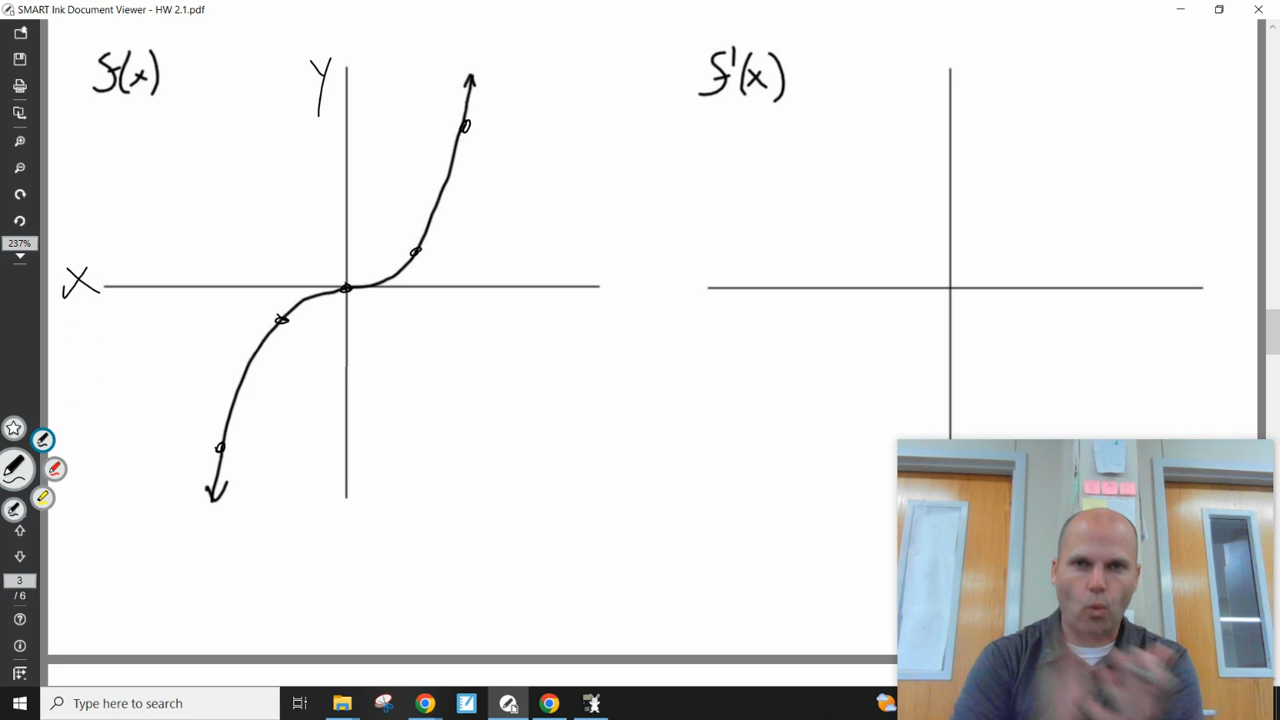 SMART Ink Document Viewer - HW 2.1.pdf
f(x)
Y
f'(x)
237%
X
3
/ 6
Type here to search